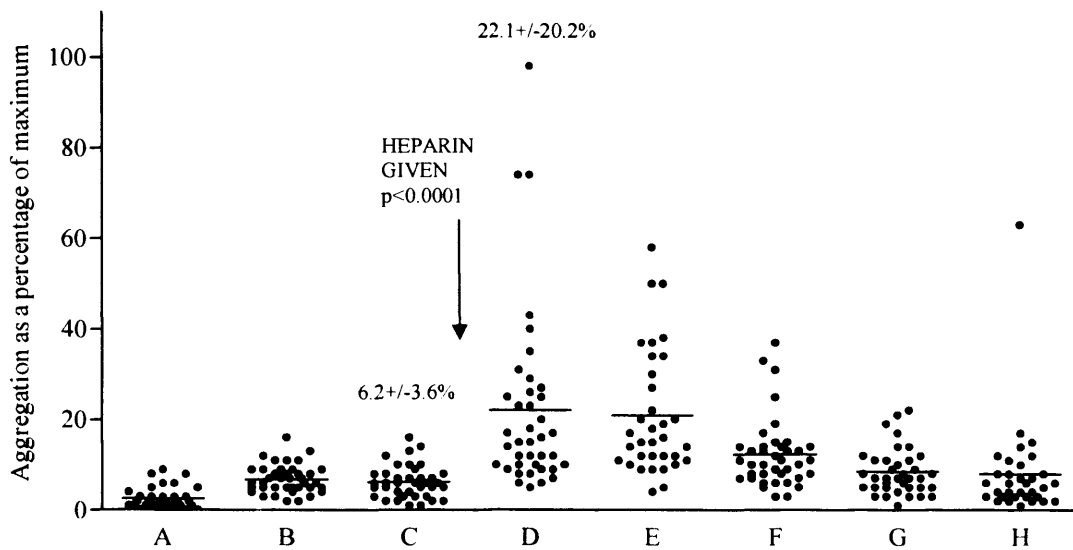 22.1+/-20.2%
Aggregation as a percentage of maximum
100
80
60
40
20
0
HEPARIN
GIVEN
p<0.0001
6.2+/-3.6%
A B C D E F G H